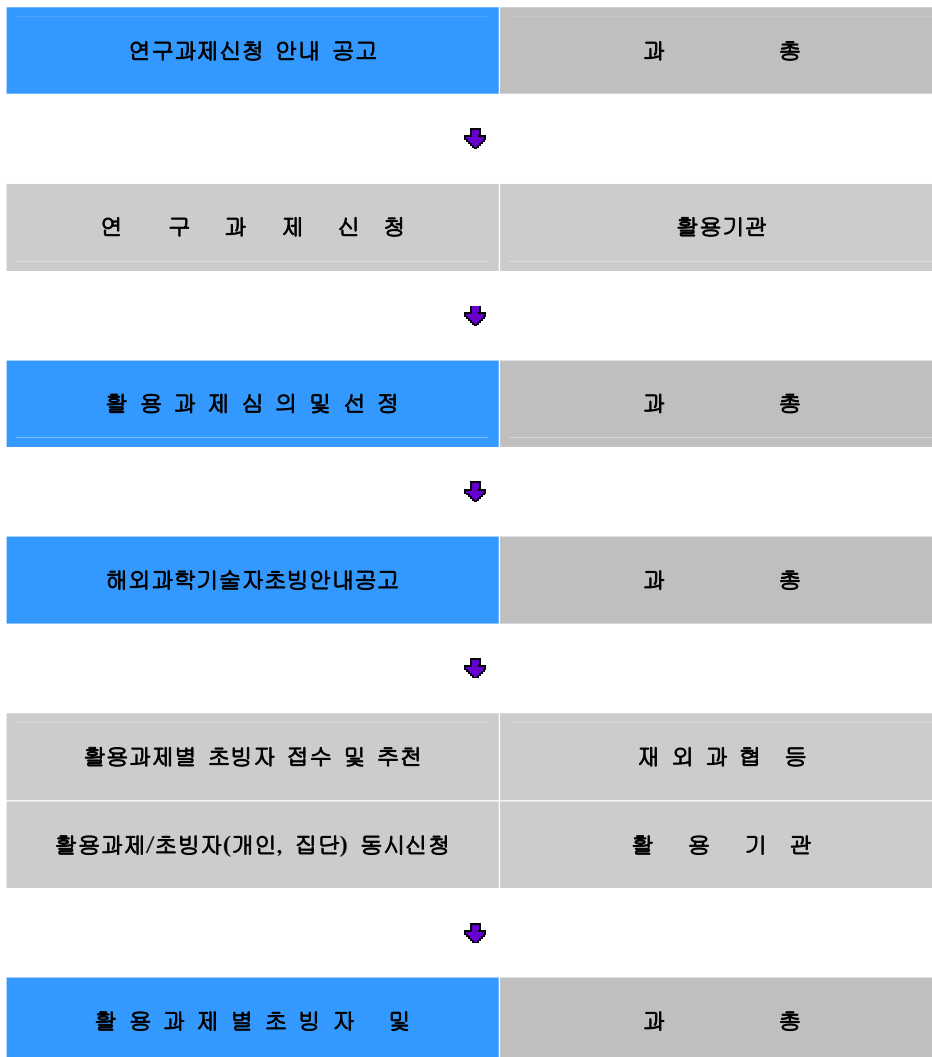 연구과제신청 안내 공고 과 총
연 구 과 제 신 청 활용기관
활 용 과 제 심 의 및 선 정 과 총
해외과학기술자초빙안내공고 과 총
활용과제별 초빙자 접수 및 추천 재 외 과 협 등
활용과제/초빙자(개인, 집단) 동시신청 활 용 기 관
활 용 과 제 별 초 빙 자 및 과 총